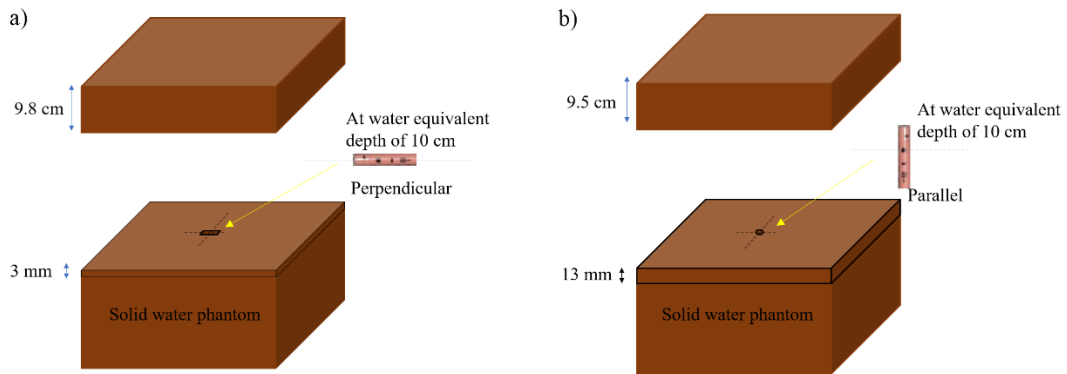 a)
9.8 cm
At water equivalent
depth of 10 cm
Perpendicular
3 mm
Solid water phantom
b)
9.5 cm
At water equivalent
depth of 10 cm
Parallel
13 mm
Solid water phantom